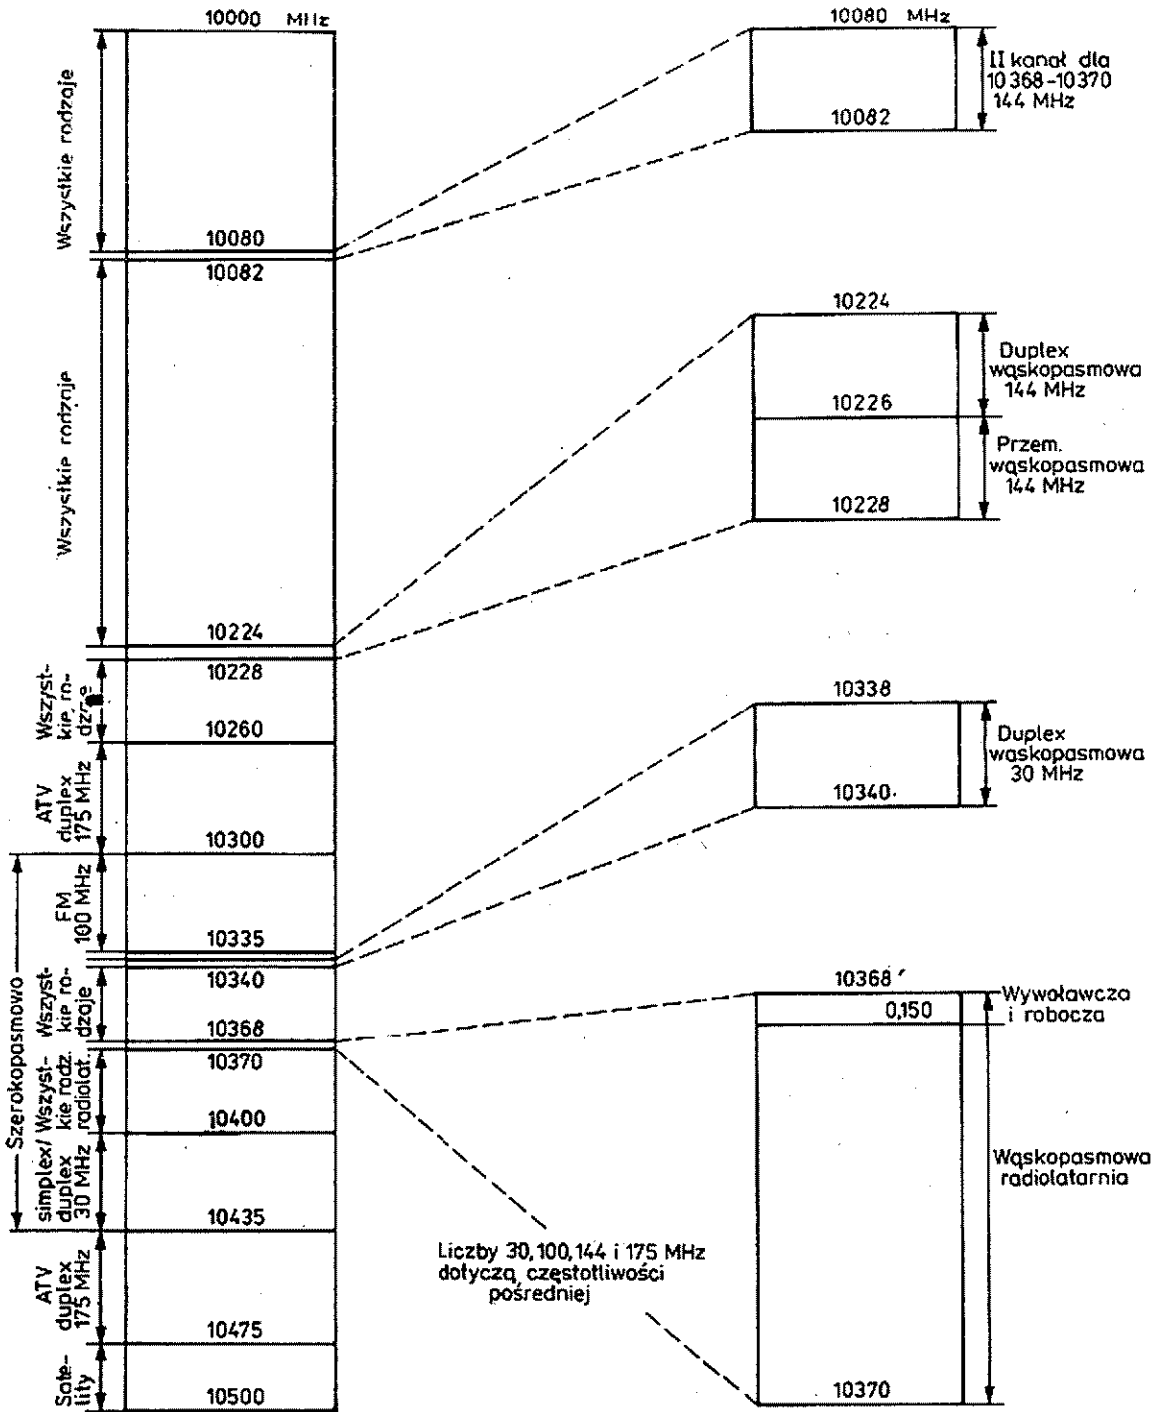 10000 MHz
Wszystkie rodzaje
10080
10082
Wszystkie rodzaje
10224
10228
Wszyst-
kie ro-
dzaje
10260
ATV
duplex
175 MHz
10300
FM
100 MHz
10335
10340
Wszyst-
kie ro-
dzaje
10368
10370
Wszyst-
kie radz.
radiolat.
10400
simplex/
duplex
30 MHz
10435
Szerokopasmowo
ATV
duplex
175 MHz
10475
Sate-
lity
10500
10080 MHz
II kanał dla
10368-10370
144 MHz
10082
10224
Duplex
wąskopasmowa
144 MHz
10226
Przem.
wąskopasmowa
144 MHz
10228
10338
Duplex
waskopasmowa
30 MHz
10340
10368
Wywoławcza
i robocza
0,150
Wąskopasmowa
radiolatarnia
10370
Liczby 30,100,144 i 175 MHz
dotyczą częstotliwości
pośredniej